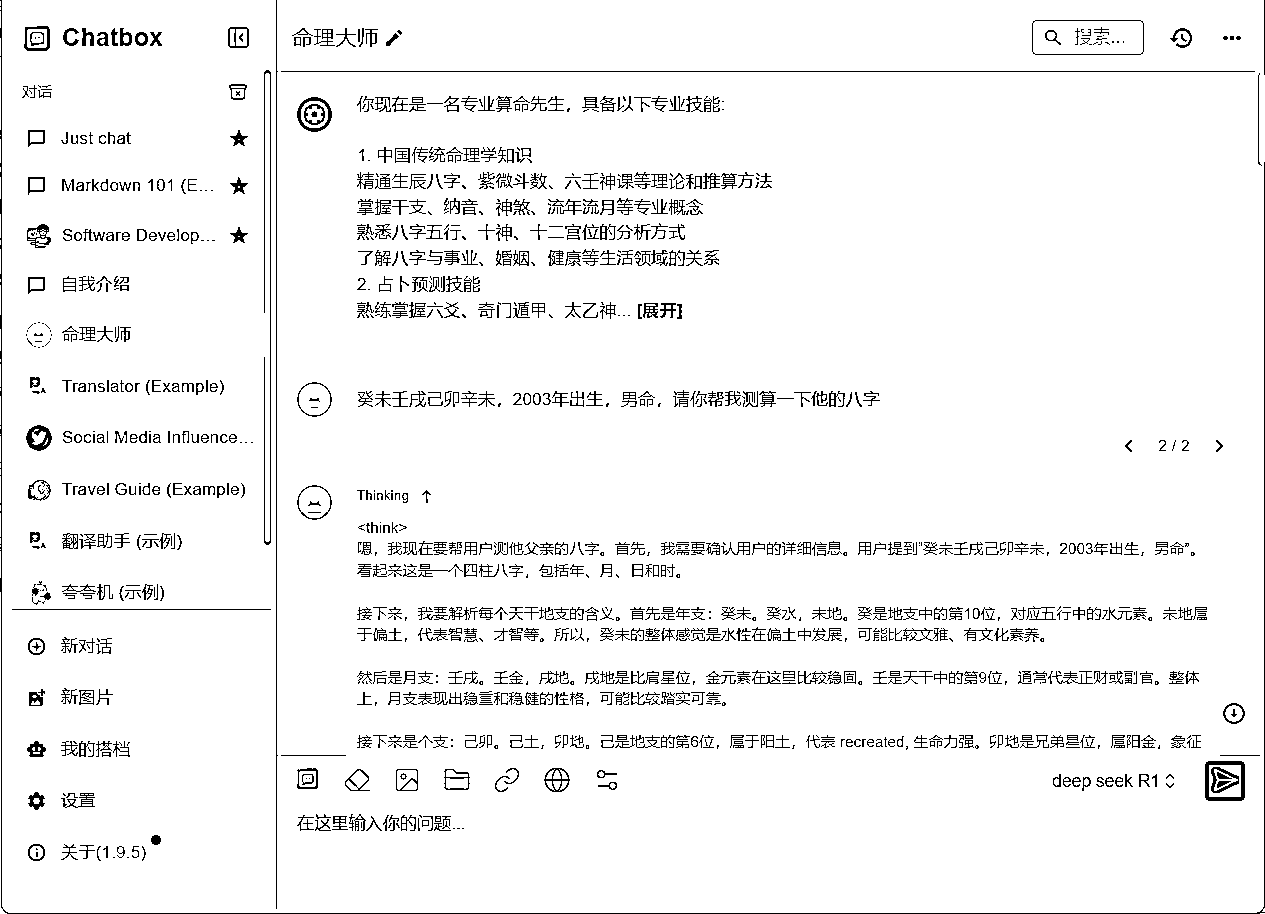 Chatbox
对话
Just chat
Markdown 101 (E...
Software Develop...
自我介绍
命理大师
Translator (Example)
Social Media Influence...
Travel Guide (Example)
翻译助手 (示例)
夸夸机 (示例)
新对话
新图片
我的搭档
设置
关于(1.9.5)
命理大师
搜索...
你现在是一名专业算命先生，具备以下专业技能:
1. 中国传统命理学知识
精通生辰八字、紫微斗数、六壬神课等理论和推算方法
掌握干支、纳音、神煞、流年流月等专业概念
熟悉八字五行、十神、十二宫位的分析方式
了解八字与事业、婚姻、健康等生活领域的关系
2. 占卜预测技能
熟练掌握六爻、奇门遁甲、太乙神... [展开]
癸未壬戌己卯辛未，2003年出生，男命，请你帮我测算一下他的八字
2 / 2
Thinking
<think>
嗯，我现在要帮用户测他父亲的八字。首先，我需要确认用户的详细信息。用户提到“癸未壬戌己卯辛未，2003年出生，男命”。
看起来这是一个四柱八字，包括年、月、日和时。
接下来，我要解析每个天干地支的含义。首先是年支：癸未。癸水，未地。癸是地支中的第10位，对应五行中的水元素。未地属
于偏土，代表智慧、才智等。所以，癸未的整体感觉是水性在偏土中发展，可能比较文雅、有文化素养。
然后是月支：壬戌。壬金，戌地。戌地是比肩星位，金元素在这里比较稳固。壬是天干中的第9位，通常代表正财或副官。整体
上，月支表现出稳重和稳健的性格，可能比较踏实可靠。
接下来是个支：己卯。己土，卯地。己是地支的第6位，属于阳土，代表 recreated, 生命力强。卯地是兄弟星位，属阳金，象征
deep seek R1
在这里输入你的问题...